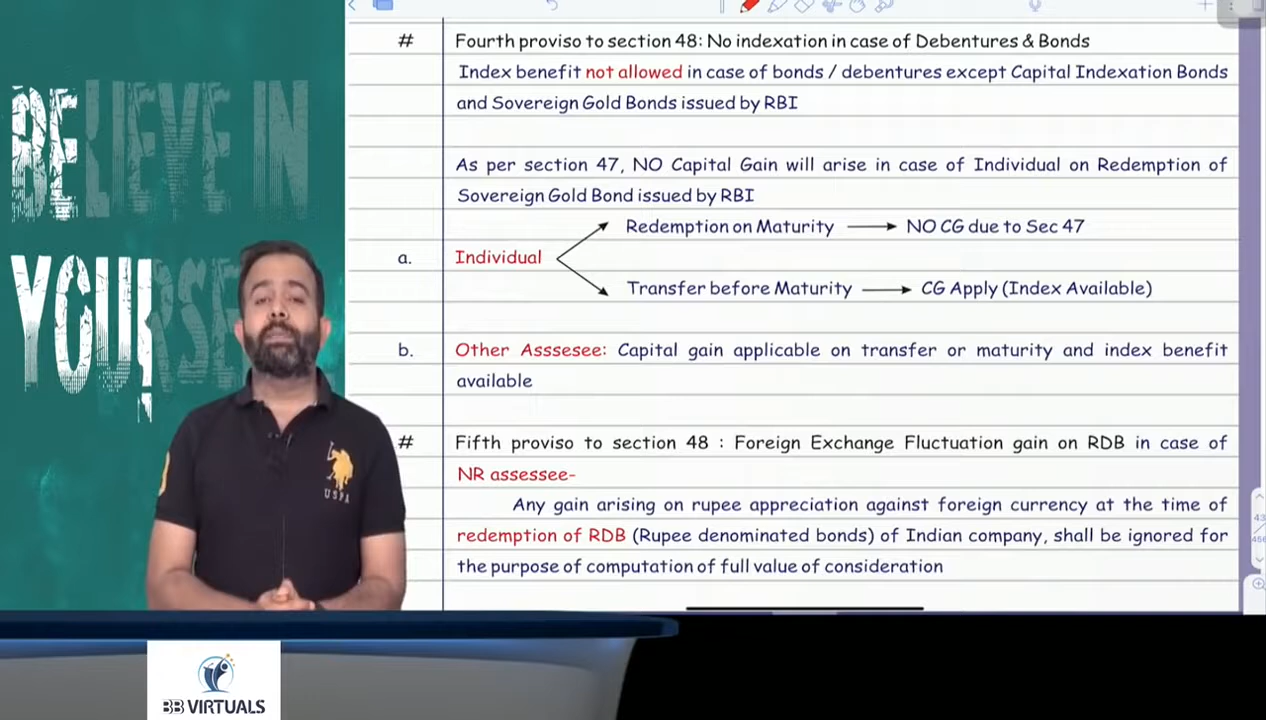 BELIEVE IN
YOURSELF
# Fourth proviso to section 48: No indexation in case of Debentures & Bonds
Index benefit not allowed in case of bonds / debentures except Capital Indexation Bonds
and Sovereign Gold Bonds issued by RBI
As per section 47, NO Capital Gain will arise in case of Individual on Redemption of
Sovereign Gold Bond issued by RBI
Redemption on Maturity → NO CG due to Sec 47
a. Individual
Transfer before Maturity → CG Apply (Index Available)
b. Other Asssesee: Capital gain applicable on transfer or maturity and index benefit
available
# Fifth proviso to section 48 : Foreign Exchange Fluctuation gain on RDB in case of
NR assessee-
Any gain arising on rupee appreciation against foreign currency at the time of
redemption of RDB (Rupee denominated bonds) of Indian company, shall be ignored for
the purpose of computation of full value of consideration
USPA
43
456
BB VIRTUALS